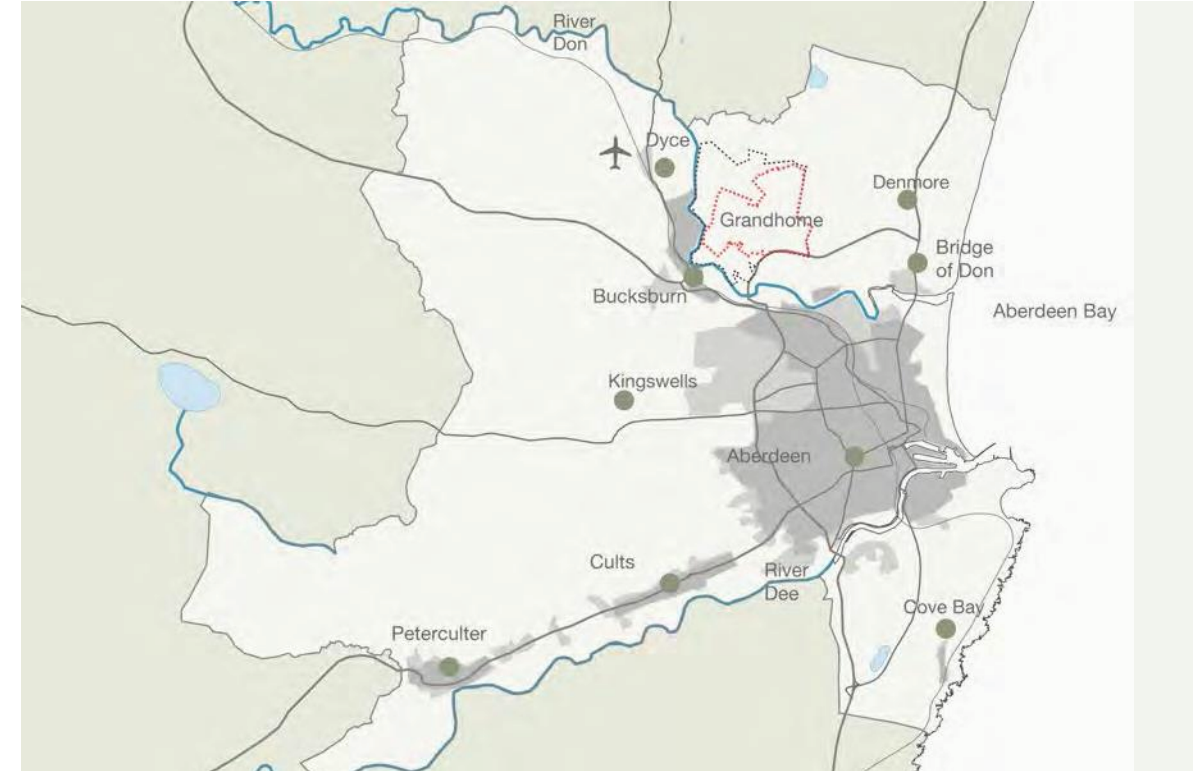 River
Don
Dyce
Denmore
Grandhome
Bridge
of Don
Bucksburn
Aberdeen Bay
Kingswells
Aberdeen
Cults
River
Dee
Cove Bay
Peterculter